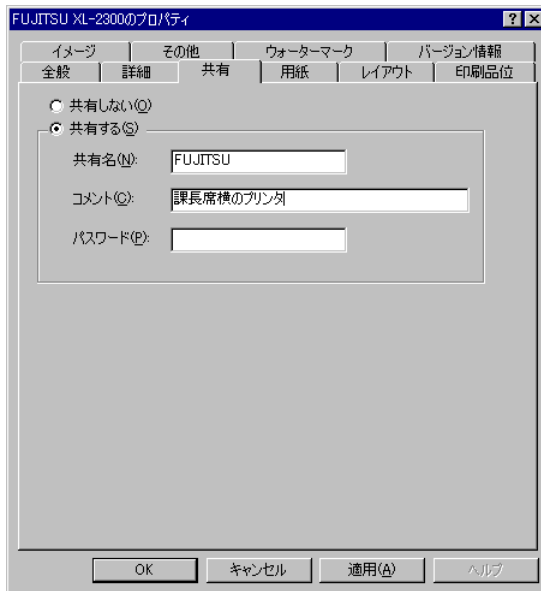 FUJITSU XL-2300のプロパティ
イメージ その他 ウォーターマーク バージョン情報
全般 詳細 共有 用紙 レイアウト 印刷品位
共有しない(O)
共有する(S)
共有名(N): FUJITSU
コメント(C): 課長席横のプリンタ
パスワード(P):
OK キャンセル 適用(A) ヘルプ